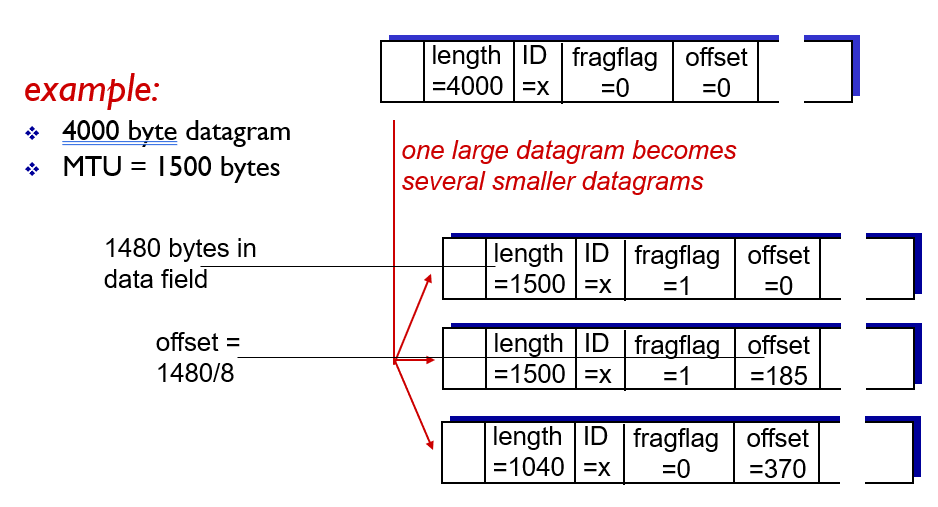 length ID fragflag offset
=4000 =x =0 =0
example:
4000 byte datagram
MTU = 1500 bytes
one large datagram becomes
several smaller datagrams
1480 bytes in
data field
length ID fragflag offset
=1500 =x =1 =0
offset =
1480/8
length ID fragflag offset
=1500 =x =1 =185
length ID fragflag offset
=1040 =x =0 =370